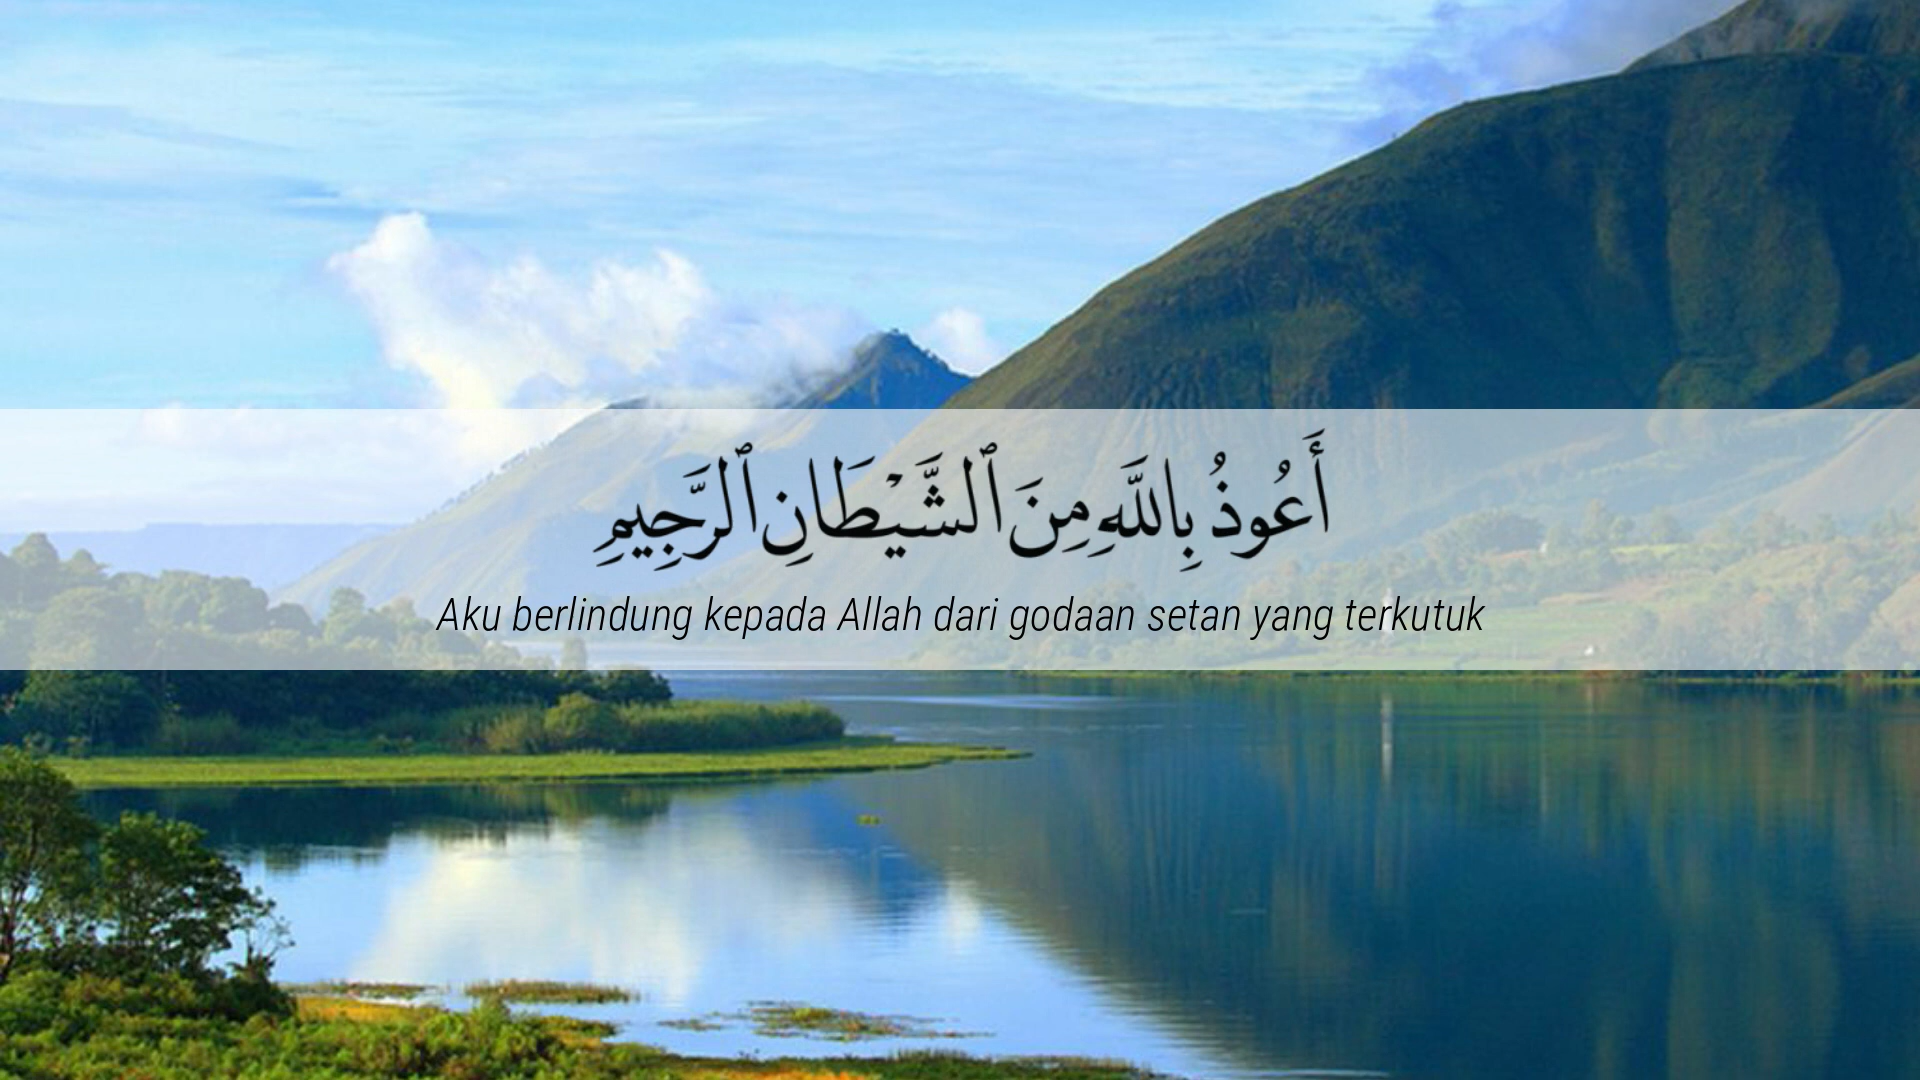 أَعُوذُ بِاللَّهِ مِنَ ٱلشَّيْطَانِ ٱلرَّجِيمِ
Aku berlindung kepada Allah dari godaan setan yang terkutuk